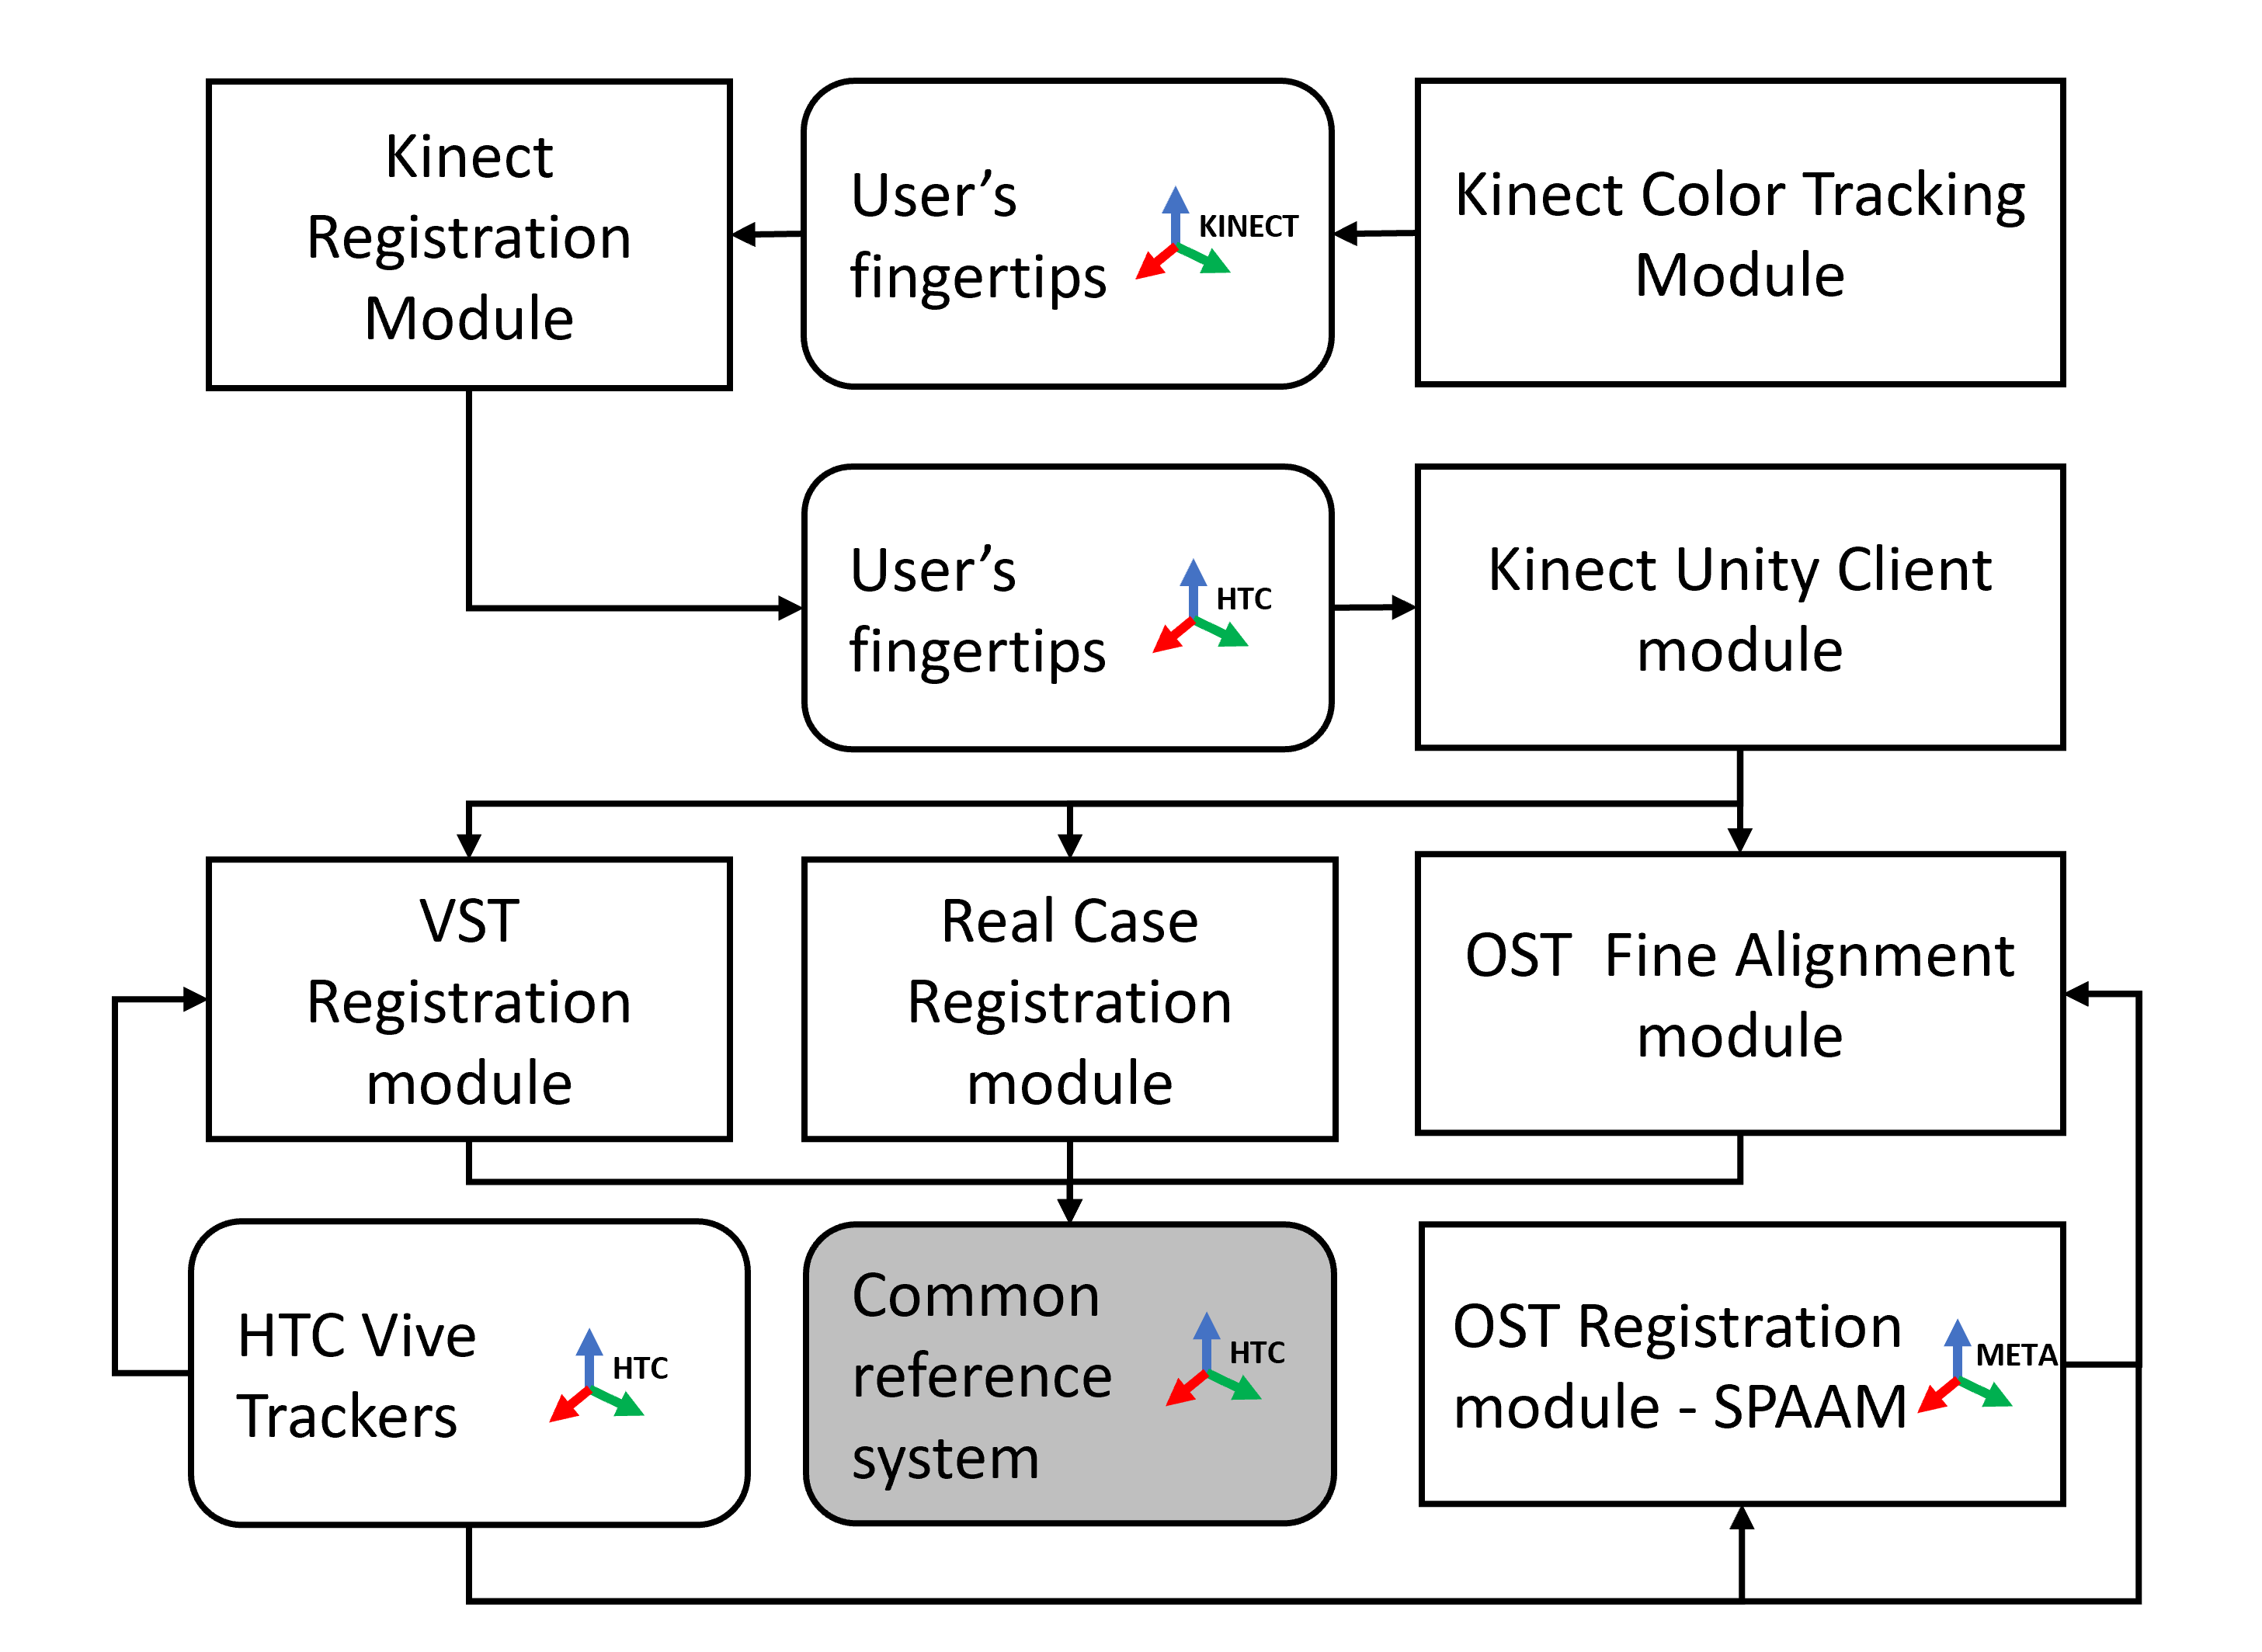 Kinect
Registration
Module
User’s
fingertips
KINECT
Kinect Color Tracking
Module
User’s
fingertips
HTC
Kinect Unity Client
module
VST
Registration
module
Real Case
Registration
module
OST Fine Alignment
module
HTC Vive
Trackers
HTC
Common
reference
system
HTC
OST Registration
module - SPAAM
META